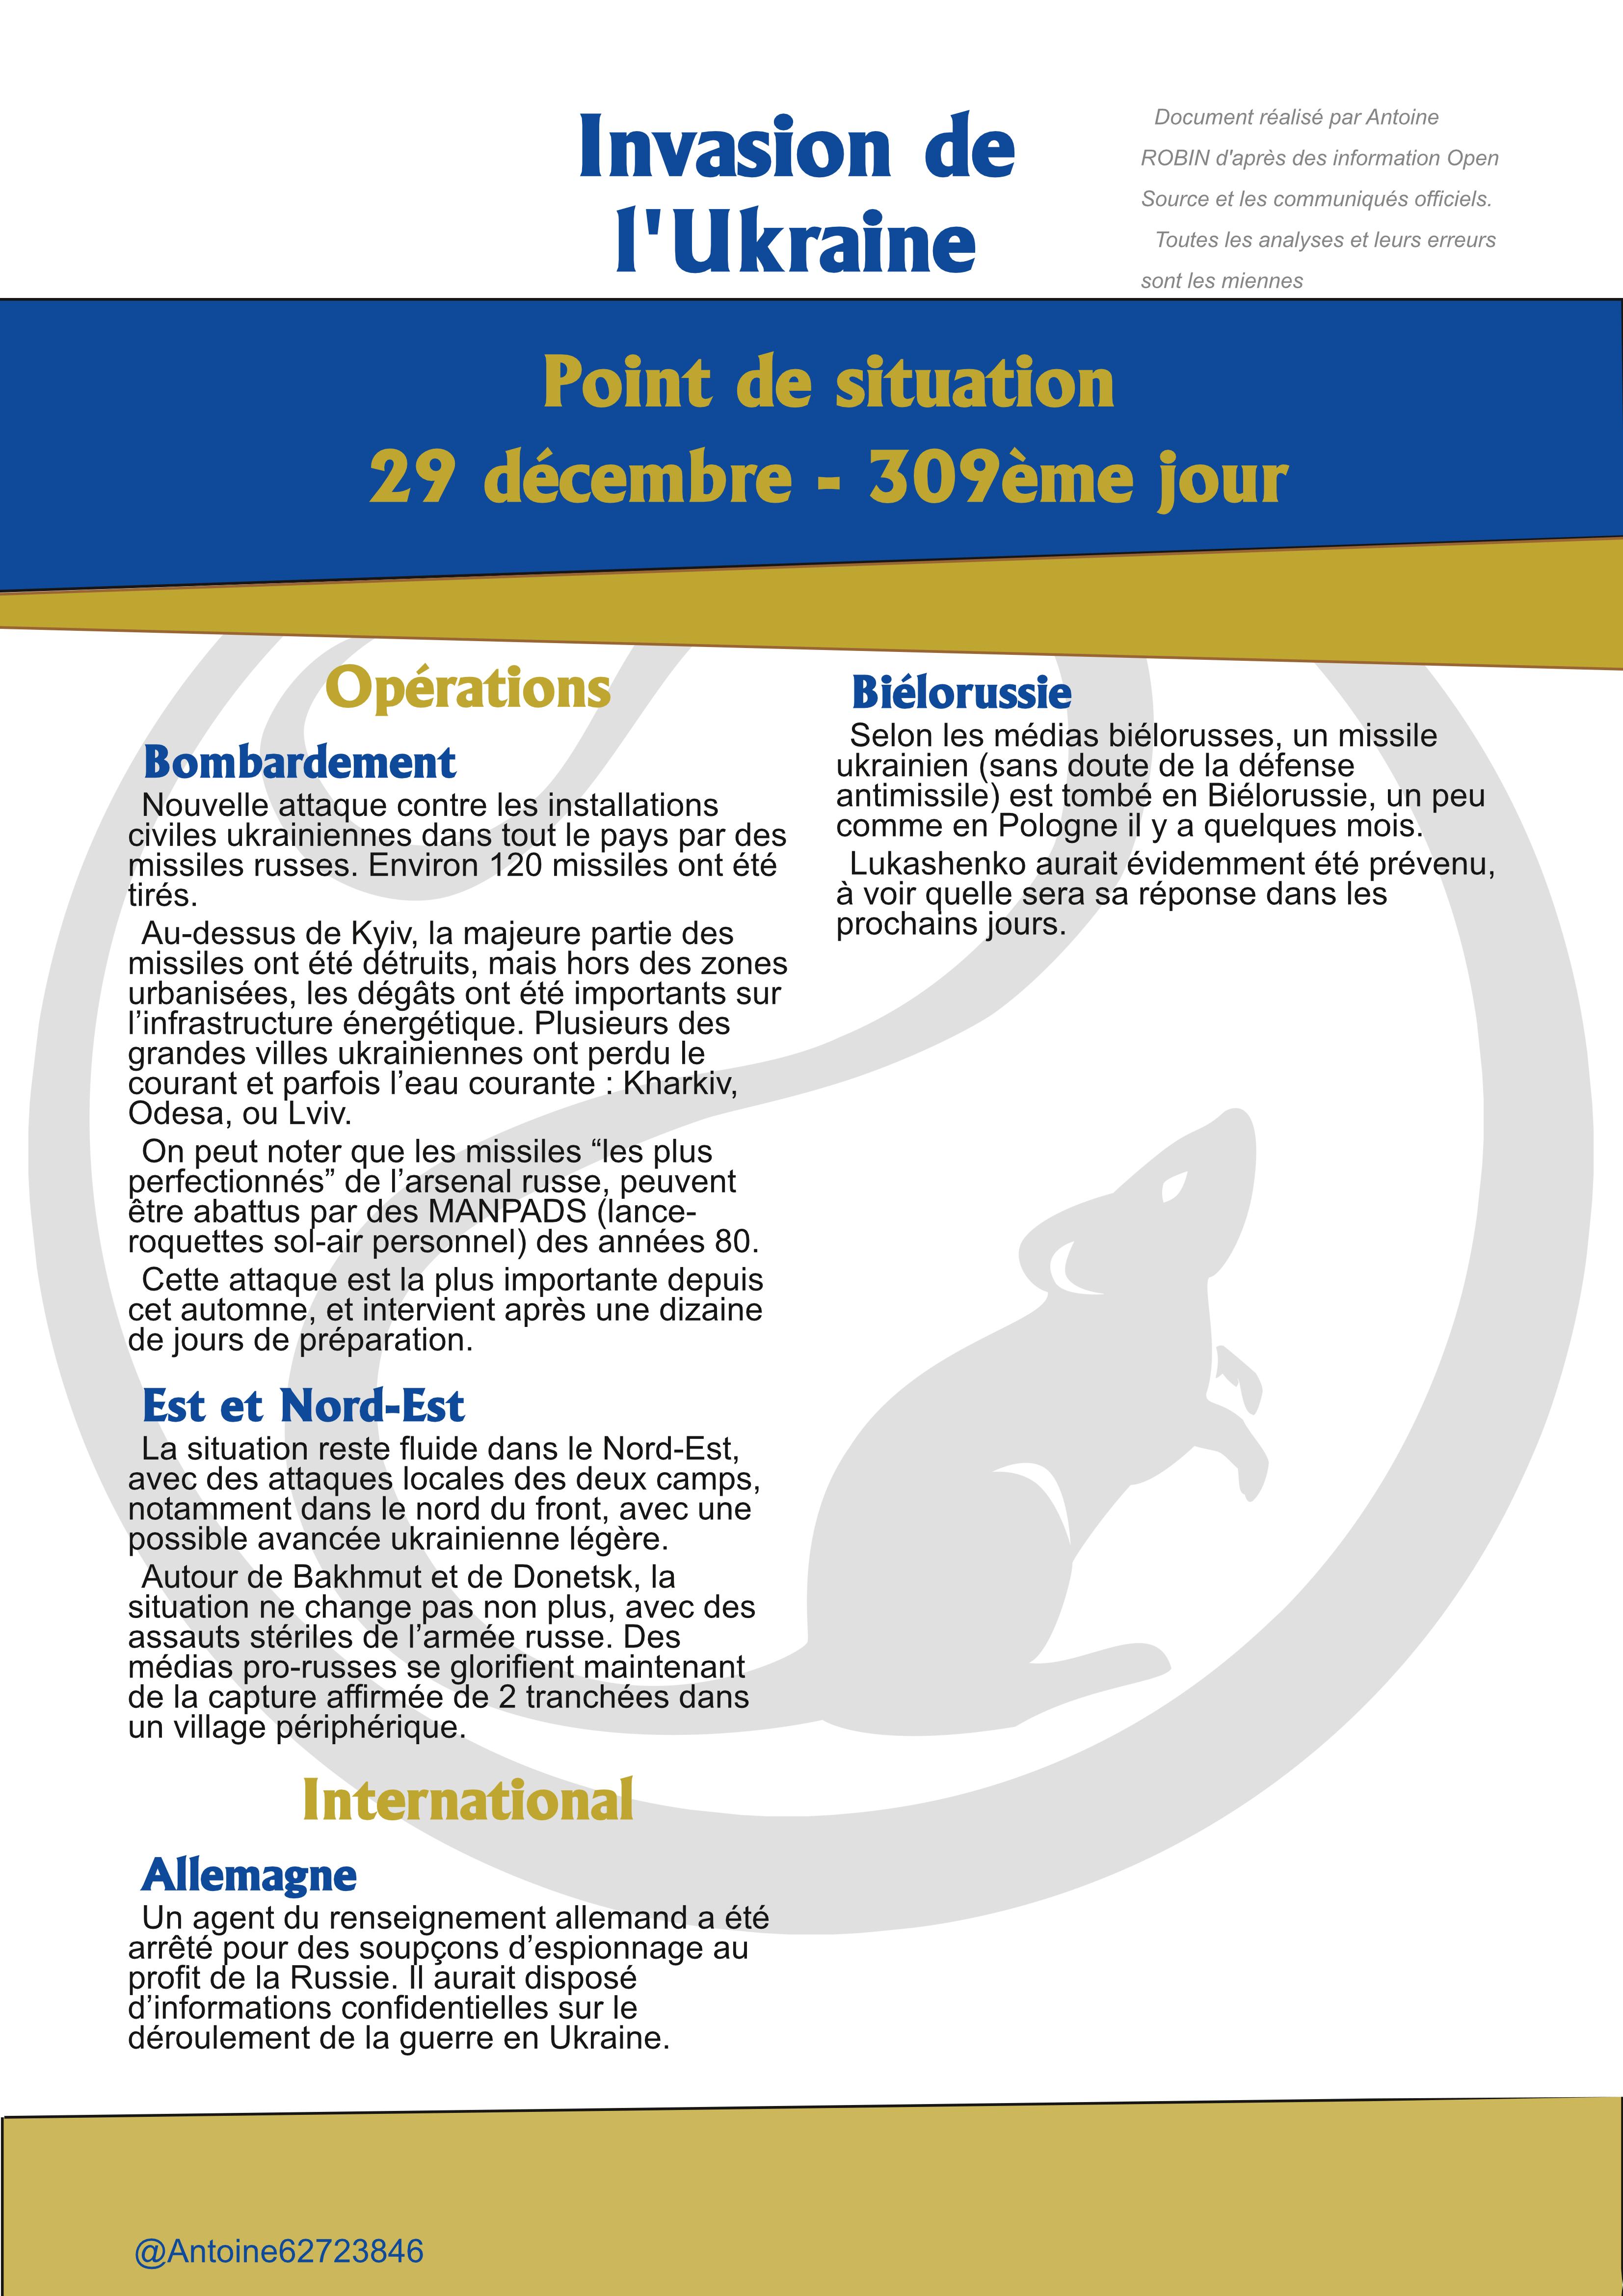 Invasion de
l'Ukraine
Document réalisé par Antoine
ROBIN d'après des information Open
Source et les communiqués officiels.
Toutes les analyses et leurs erreurs
sont les miennes
Point de situation
29 décembre - 309ème jour
Opérations
Bombardement
Nouvelle attaque contre les installations
civiles ukrainiennes dans tout le pays par des
missiles russes. Environ 120 missiles ont été
tirés.
Au-dessus de Kyiv, la majeure partie des
missiles ont été détruits, mais hors des zones
urbanisées, les dégâts ont été importants sur
l’infrastructure énergétique. Plusieurs des
grandes villes ukrainiennes ont perdu le
courant et parfois l’eau courante : Kharkiv,
Odesa, ou Lviv.
On peut noter que les missiles “les plus
perfectionnés” de l’arsenal russe, peuvent
être abattus par des MANPADS (lance-
roquettes sol-air personnel) des années 80.
Cette attaque est la plus importante depuis
cet automne, et intervient après une dizaine
de jours de préparation.
Est et Nord-Est
La situation reste fluide dans le Nord-Est,
avec des attaques locales des deux camps,
notamment dans le nord du front, avec une
possible avancée ukrainienne légère.
Autour de Bakhmut et de Donetsk, la
situation ne change pas non plus, avec des
assauts stériles de l’armée russe. Des
médias pro-russes se glorifient maintenant
de la capture affirmée de 2 tranchées dans
un village périphérique.
International
Allemagne
Un agent du renseignement allemand a été
arrêté pour des soupçons d’espionnage au
profit de la Russie. Il aurait disposé
d’informations confidentielles sur le
déroulement de la guerre en Ukraine.
Biélorussie
Selon les médias biélorusses, un missile
ukrainien (sans doute de la défense
antimissile) est tombé en Biélorussie, un peu
comme en Pologne il y a quelques mois.
Lukashenko aurait évidemment été prévenu,
à voir quelle sera sa réponse dans les
prochains jours.
@Antoine62723846